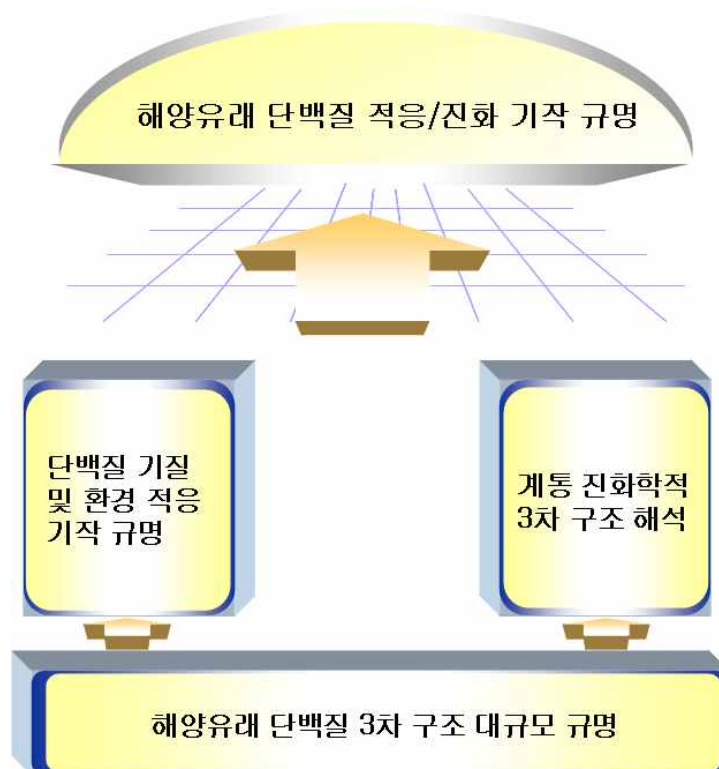 해양유래 단백질 적응/진화 기작 규명
단백질 기질
및 환경 적응
기작 규명
계통 진화학적
3차 구조 해석
해양유래 단백질 3차 구조 대규모 규명